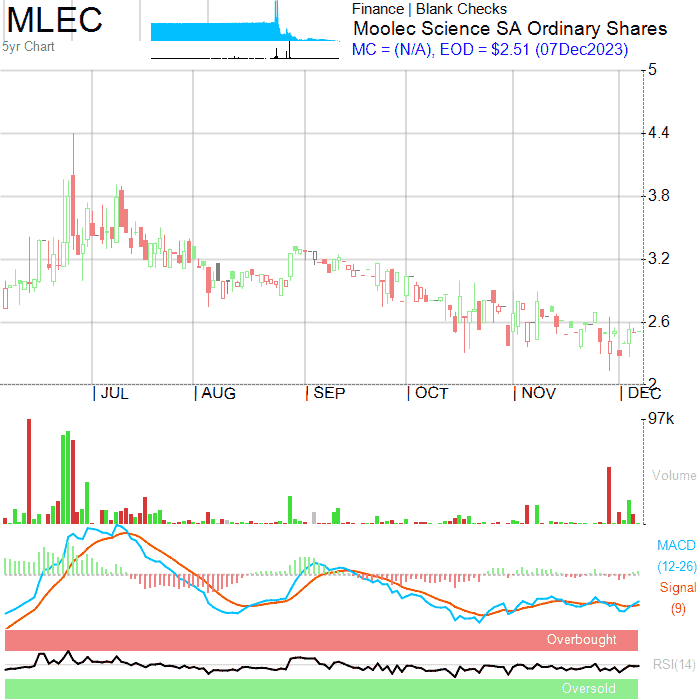 MLEC
5yr Chart
Finance | Blank Checks
Moolec Science SA Ordinary Shares
MC = (N/A), EOD = $2.51 (07Dec2023)
5
4.4
3.8
3.2
2.6
2
JUL AUG SEP OCT NOV DEC
97k
Volume
MACD
(12-26)
Signal
(9)
Overbought
RSI(14)
Oversold